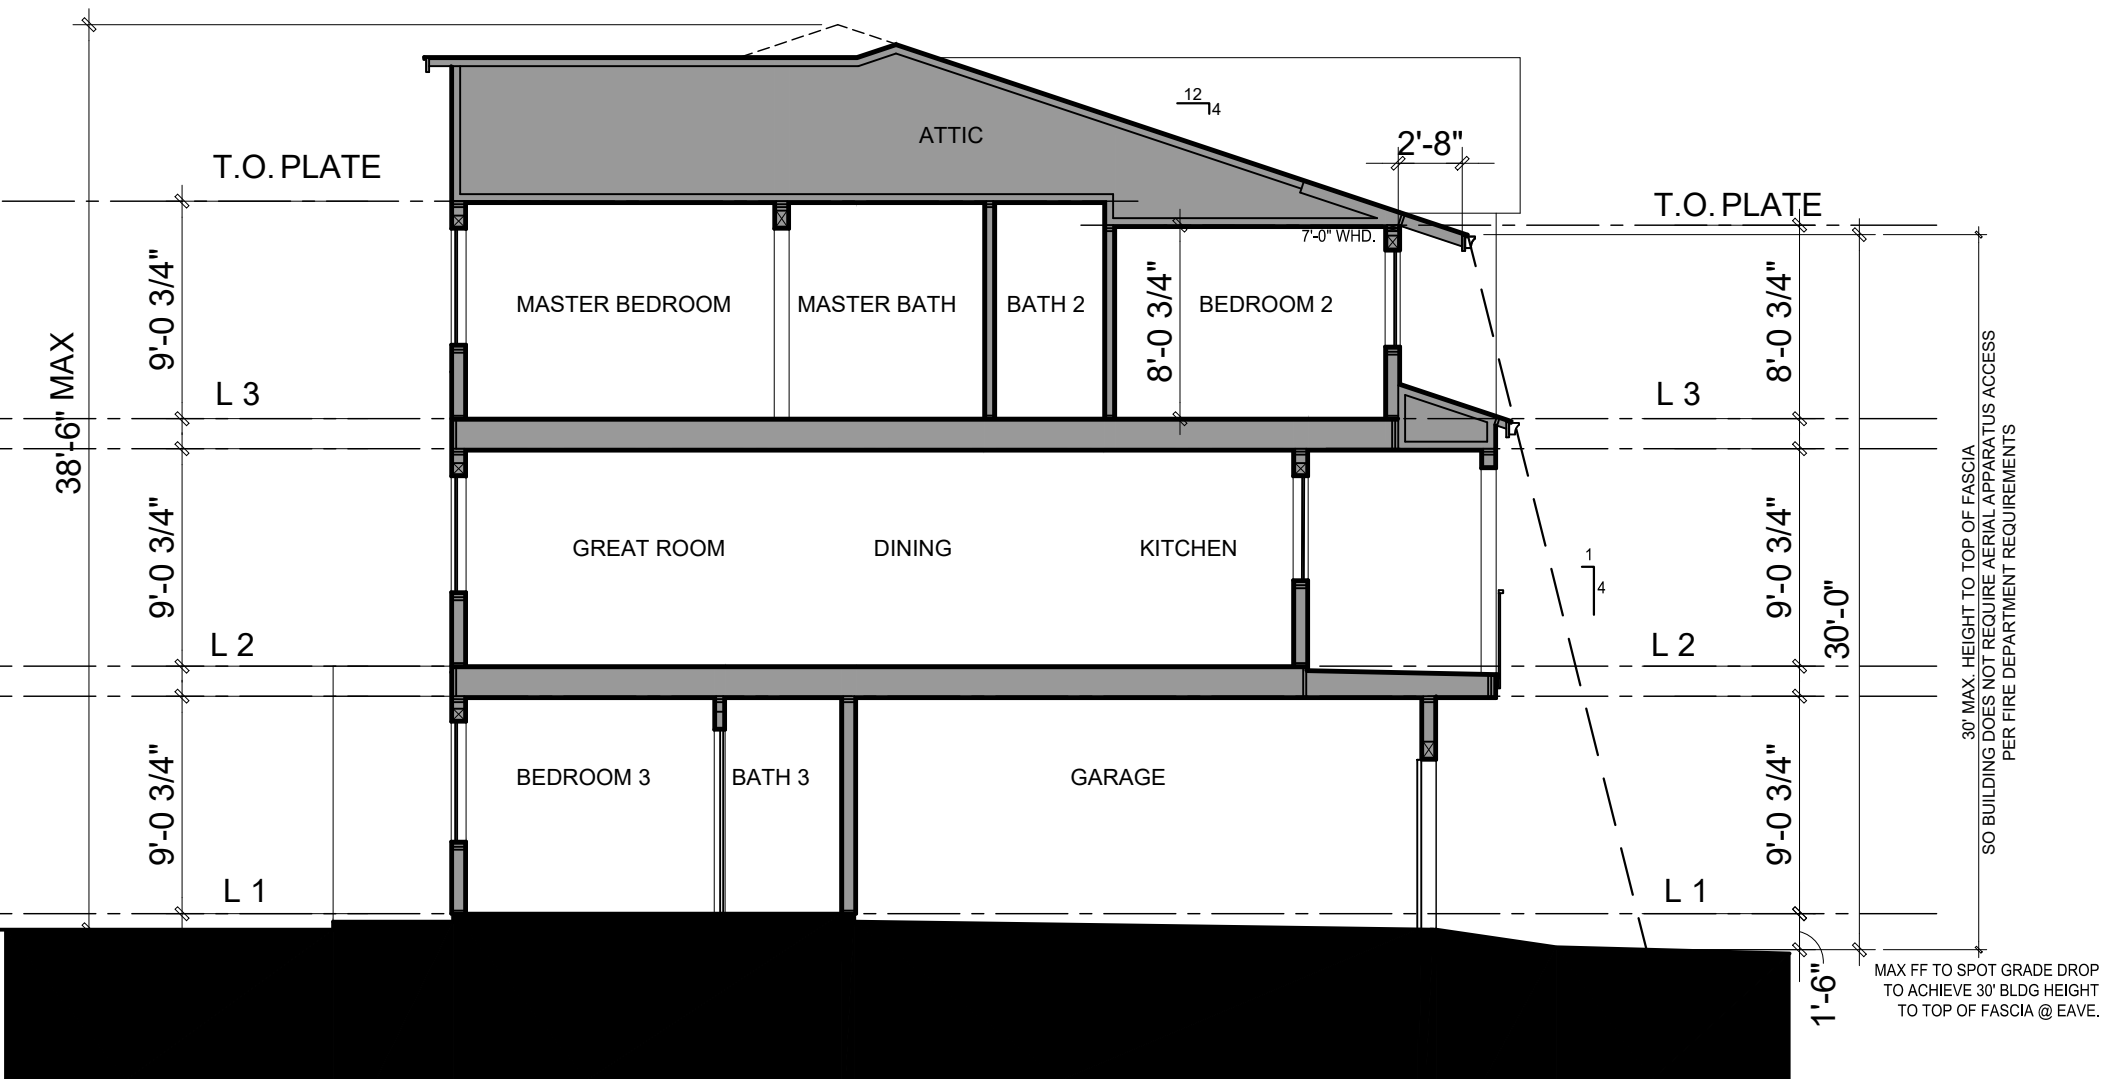 12
4
ATTIC
2'-8"
T.O. PLATE
T.O. PLATE
7'-0" WHD.
9'-0 3/4"
MASTER BEDROOM
MASTER BATH
BATH 2
8'-0 3/4"
BEDROOM 2
8'-0 3/4"
38'-6" MAX
L 3
L 3
9'-0 3/4"
GREAT ROOM
DINING
KITCHEN
1
4
9'-0 3/4"
30'-0"
30' MAX. HEIGHT TO TOP OF FASCIA
SO BUILDING DOES NOT REQUIRE AERIAL APPARATUS ACCESS
PER FIRE DEPARTMENT REQUIREMENTS
L 2
L 2
9'-0 3/4"
BEDROOM 3
BATH 3
GARAGE
9'-0 3/4"
L 1
L 1
1'-6"
MAX FF TO SPOT GRADE DROP
TO ACHIEVE 30' BLDG HEIGHT
TO TOP OF FASCIA @ EAVE.